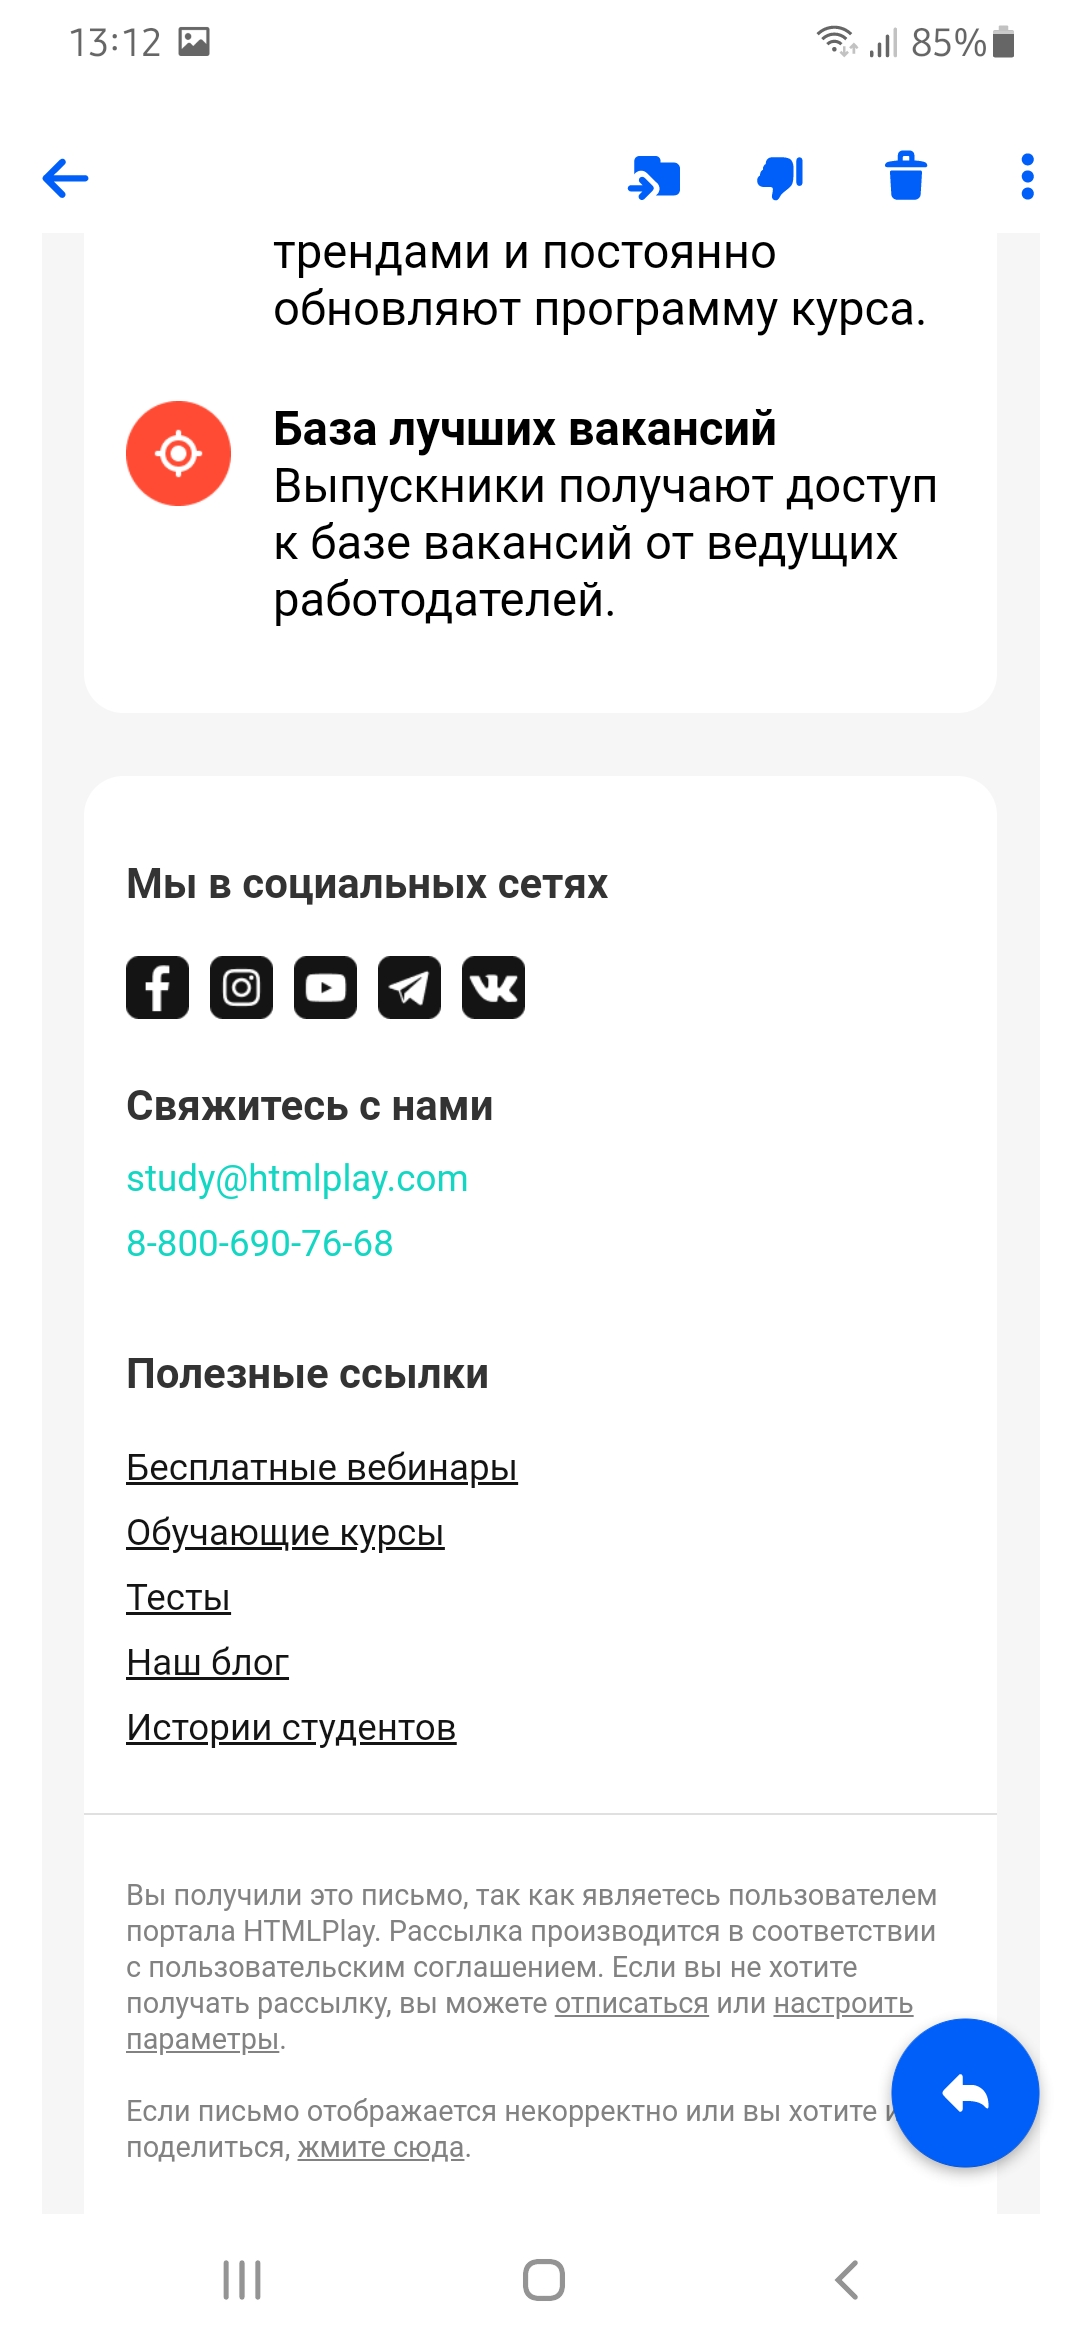 13:12
85%
трендами и постоянно
обновляют программу курса.
База лучших вакансий
Выпускники получают доступ
к базе вакансий от ведущих
работодателей.
Мы в социальных сетях
Свяжитесь с нами
study@htmlplay.com
8-800-690-76-68
Полезные ссылки
Бесплатные вебинары
Обучающие курсы
Тесты
Наш блог
Истории студентов
Вы получили это письмо, так как являетесь пользователем
портала HTMLPlay. Рассылка производится в соответствии
с пользовательским соглашением. Если вы не хотите
получать рассылку, вы можете отписаться или настроить
параметры.
Если письмо отображается некорректно или вы хотите
поделиться, жмите сюда.